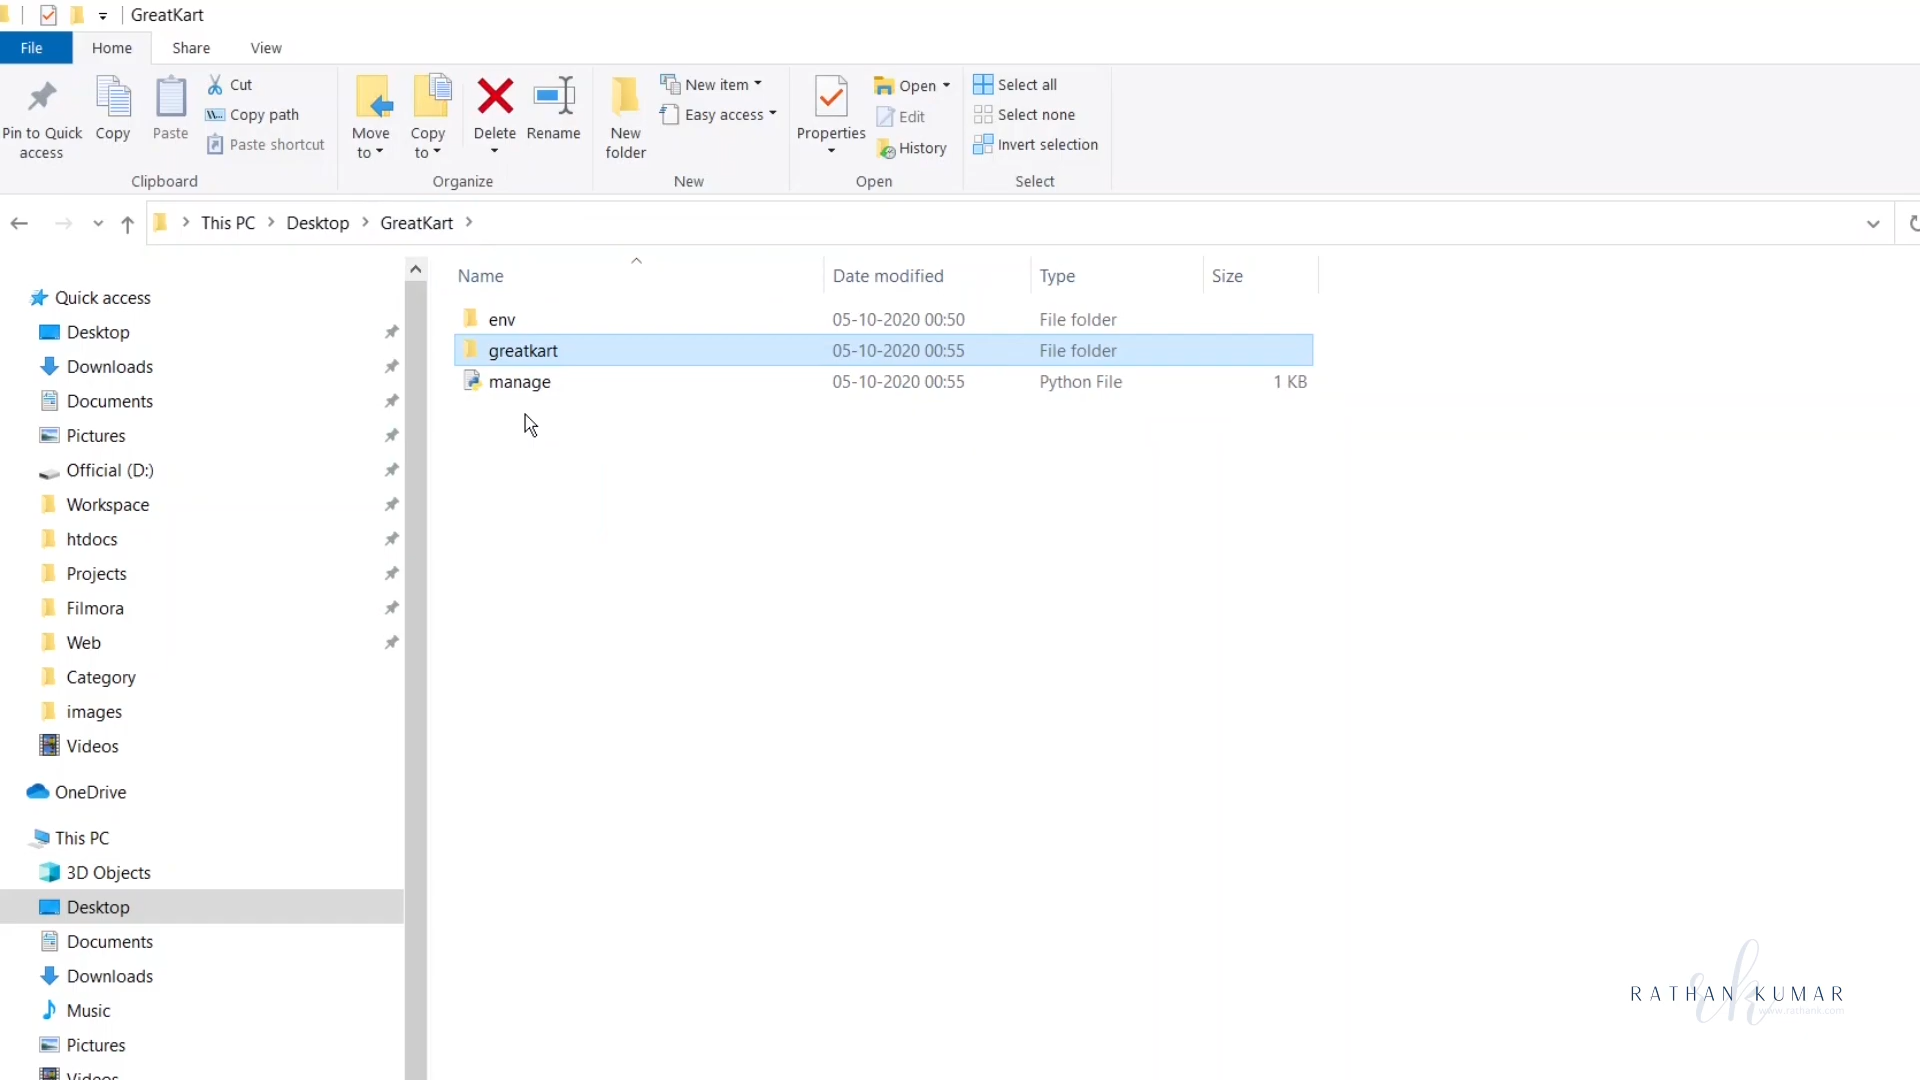 GreatKart
File Home Share View
Pin to Quick access
Copy
Paste
Cut
Copy path
Paste shortcut
Clipboard
Move to
Copy to
Delete
Rename
Organize
New folder
New item
Easy access
New
Properties
Open
Edit
History
Open
Select all
Select none
Invert selection
Select
This PC > Desktop > GreatKart >
Name Date modified Type Size
env 05-10-2020 00:50 File folder
greatkart 05-10-2020 00:55 File folder
manage 05-10-2020 00:55 Python File 1 KB
Quick access
Desktop
Downloads
Documents
Pictures
Official (D:)
Workspace
htdocs
Projects
Filmora
Web
Category
images
Videos
OneDrive
This PC
3D Objects
Desktop
Documents
Downloads
Music
Pictures
Videos
rk
RATHAN KUMAR
www.rathank.com